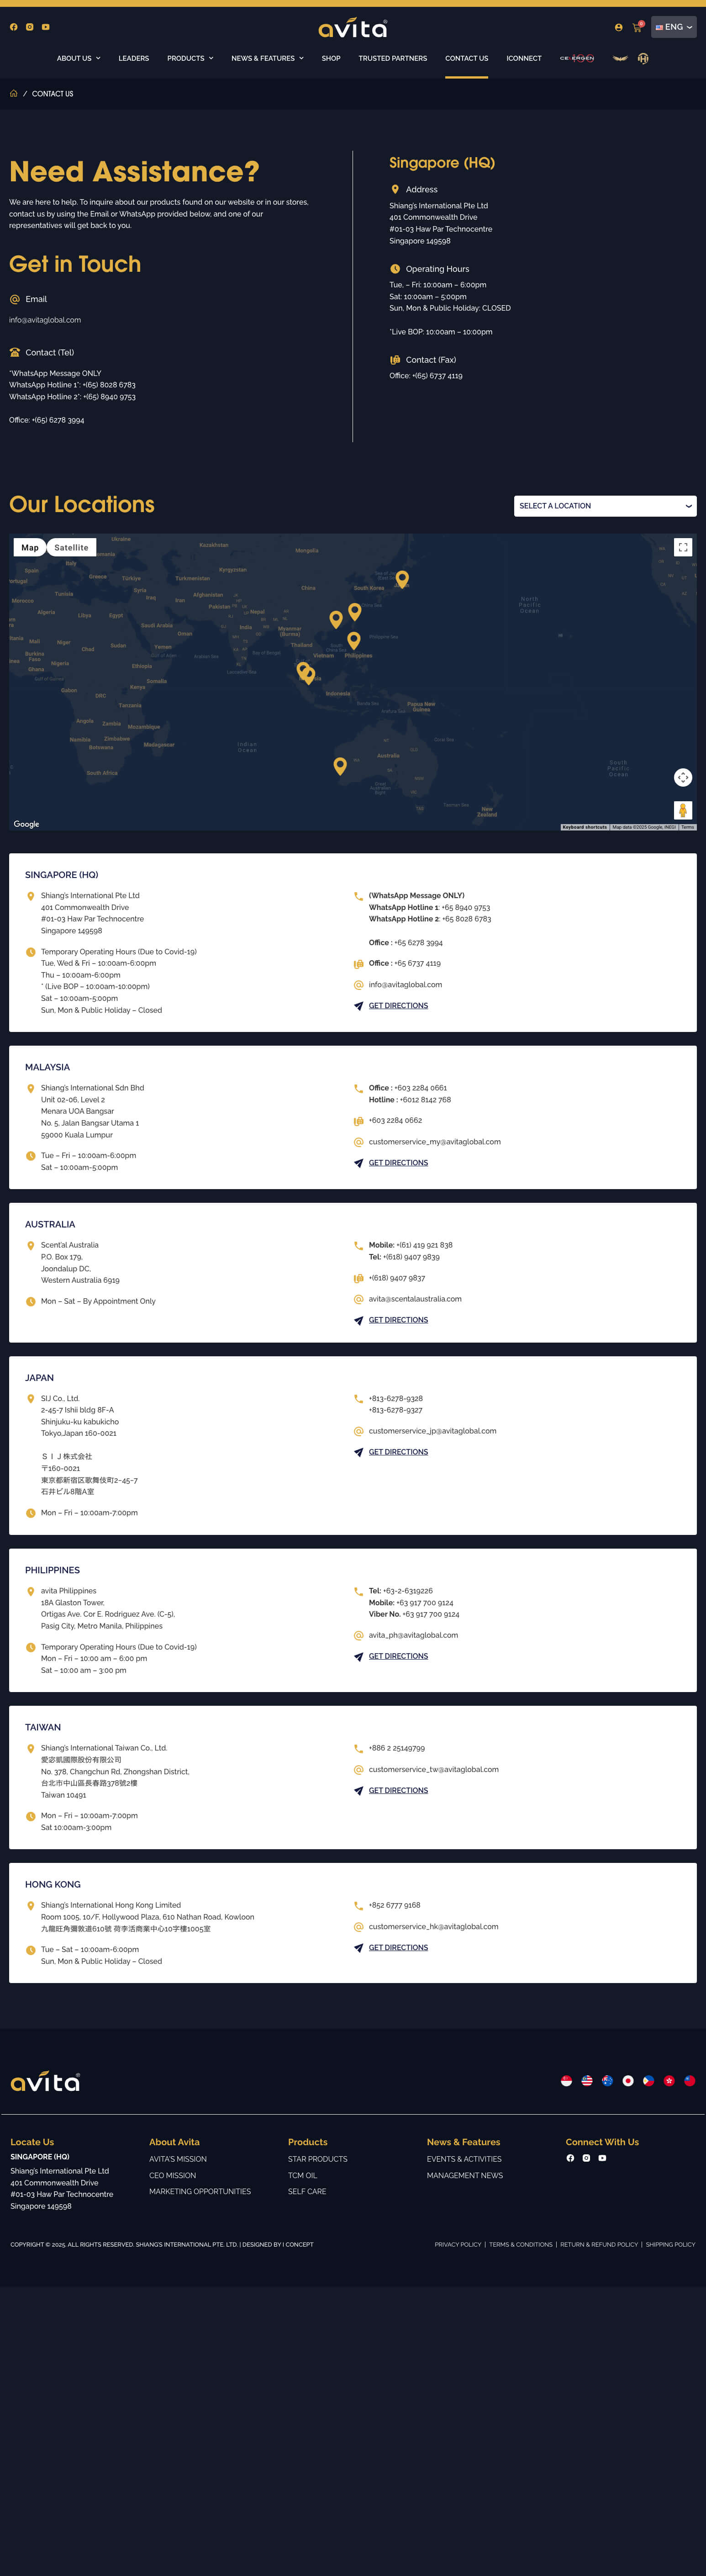 avita
0
ENG
ABOUT US
LEADERS
PRODUCTS
NEWS & FEATURES
SHOP
TRUSTED PARTNERS
CONTACT US
ICONNECT
/ CONTACT US
Need Assistance?
We are here to help. To inquire about our products found on our website or in our stores,
contact us by using the Email or WhatsApp provided below, and one of our
representatives will get back to you.
Get in Touch
Email
info@avitaglobal.com
Contact (Tel)
*WhatsApp Message ONLY
WhatsApp Hotline 1*: +(65) 8028 6783
WhatsApp Hotline 2*: +(65) 8940 9753
Office: +(65) 6278 3994
Singapore (HQ)
Address
Shiang's International Pte Ltd
401 Commonwealth Drive
#01-03 Haw Par Technocentre
Singapore 149598
Operating Hours
Tue, – Fri: 10:00am – 6:00pm
Sat: 10:00am – 5:00pm
Sun, Mon & Public Holiday: CLOSED
*Live BOP: 10:00am – 10:00pm
Contact (Fax)
Office: +(65) 6737 4119
Our Locations
SELECT A LOCATION
Map
Satellite
Google
Keyboard shortcuts
Map data ©2025 Google, INEGI
Terms
SINGAPORE (HQ)
Shiang's International Pte Ltd
401 Commonwealth Drive
#01-03 Haw Par Technocentre
Singapore 149598
Temporary Operating Hours (Due to Covid-19)
Tue, Wed & Fri – 10:00am-6:00pm
Thu – 10:00am-6:00pm
* (Live BOP – 10:00am-10:00pm)
Sat – 10:00am-5:00pm
Sun, Mon & Public Holiday – Closed
(WhatsApp Message ONLY)
WhatsApp Hotline 1: +65 8940 9753
WhatsApp Hotline 2: +65 8028 6783
Office : +65 6278 3994
Office : +65 6737 4119
info@avitaglobal.com
GET DIRECTIONS
MALAYSIA
Shiang's International Sdn Bhd
Unit 02-06, Level 2
Menara UOA Bangsar
No. 5, Jalan Bangsar Utama 1
59000 Kuala Lumpur
Tue – Fri – 10:00am-6:00pm
Sat – 10:00am-5:00pm
Office : +603 2284 0661
Hotline : +6012 8142 768
+603 2284 0662
customerservice_my@avitaglobal.com
GET DIRECTIONS
AUSTRALIA
Scent'al Australia
P.O. Box 179,
Joondalup DC,
Western Australia 6919
Mon – Sat – By Appointment Only
Mobile: +(61) 419 921 838
Tel: +(618) 9407 9839
+(618) 9407 9837
avita@scentalaustralia.com
GET DIRECTIONS
JAPAN
SIJ Co., Ltd.
2-45-7 Ishii bldg 8F-A
Shinjuku-ku kabukicho
Tokyo,Japan 160-0021
ＳＩＪ株式会社
〒160-0021
東京都新宿区歌舞伎町2-45-7
石井ビル8階A室
Mon – Fri – 10:00am-7:00pm
+813-6278-9328
+813-6278-9327
customerservice_jp@avitaglobal.com
GET DIRECTIONS
PHILIPPINES
avita Philippines
18A Glaston Tower,
Ortigas Ave. Cor E. Rodriguez Ave. (C-5),
Pasig City, Metro Manila, Philippines
Temporary Operating Hours (Due to Covid-19)
Mon – Fri – 10:00 am – 6:00 pm
Sat – 10:00 am – 3:00 pm
Tel: +63-2-6319226
Mobile: +63 917 700 9124
Viber No. +63 917 700 9124
avita_ph@avitaglobal.com
GET DIRECTIONS
TAIWAN
Shiang's International Taiwan Co., Ltd.
愛宓凱國際股份有限公司
No. 378, Changchun Rd, Zhongshan District,
台北市中山區長春路378號2樓
Taiwan 10491
Mon – Fri – 10:00am-7:00pm
Sat 10:00am-3:00pm
+886 2 25149799
customerservice_tw@avitaglobal.com
GET DIRECTIONS
HONG KONG
Shiang's International Hong Kong Limited
Room 1005, 10/F, Hollywood Plaza, 610 Nathan Road, Kowloon
九龍旺角彌敦道610號 荷李活商業中心10字樓1005室
Tue – Sat – 10:00am-6:00pm
Sun, Mon & Public Holiday – Closed
+852 6777 9168
customerservice_hk@avitaglobal.com
GET DIRECTIONS
avita
Locate Us
SINGAPORE (HQ)
Shiang's International Pte Ltd
401 Commonwealth Drive
#01-03 Haw Par Technocentre
Singapore 149598
About Avita
AVITA'S MISSION
CEO MISSION
MARKETING OPPORTUNITIES
Products
STAR PRODUCTS
TCM OIL
SELF CARE
News & Features
EVENTS & ACTIVITIES
MANAGEMENT NEWS
Connect With Us
COPYRIGHT © 2025. ALL RIGHTS RESERVED. SHIANG'S INTERNATIONAL PTE. LTD. | DESIGNED BY I CONCEPT
PRIVACY POLICY | TERMS & CONDITIONS | RETURN & REFUND POLICY | SHIPPING POLICY